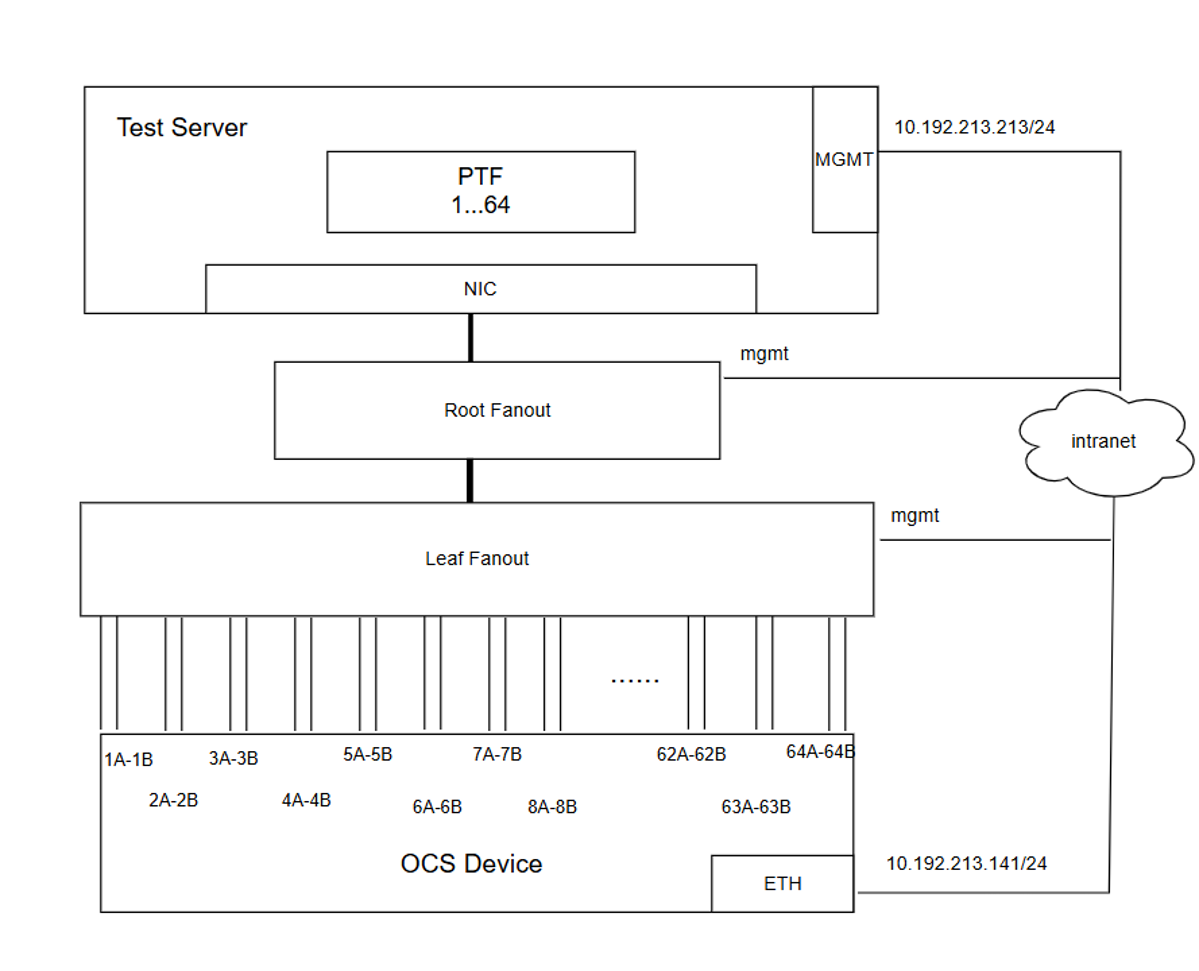 Test Server
10.192.213.213/24
MGMT
PTF
1...64
NIC
mgmt
Root Fanout
intranet
mgmt
Leaf Fanout
......
1A-1B
2A-2B
3A-3B
4A-4B
5A-5B
6A-6B
7A-7B
8A-8B
62A-62B
63A-63B
64A-64B
OCS Device
10.192.213.141/24
ETH